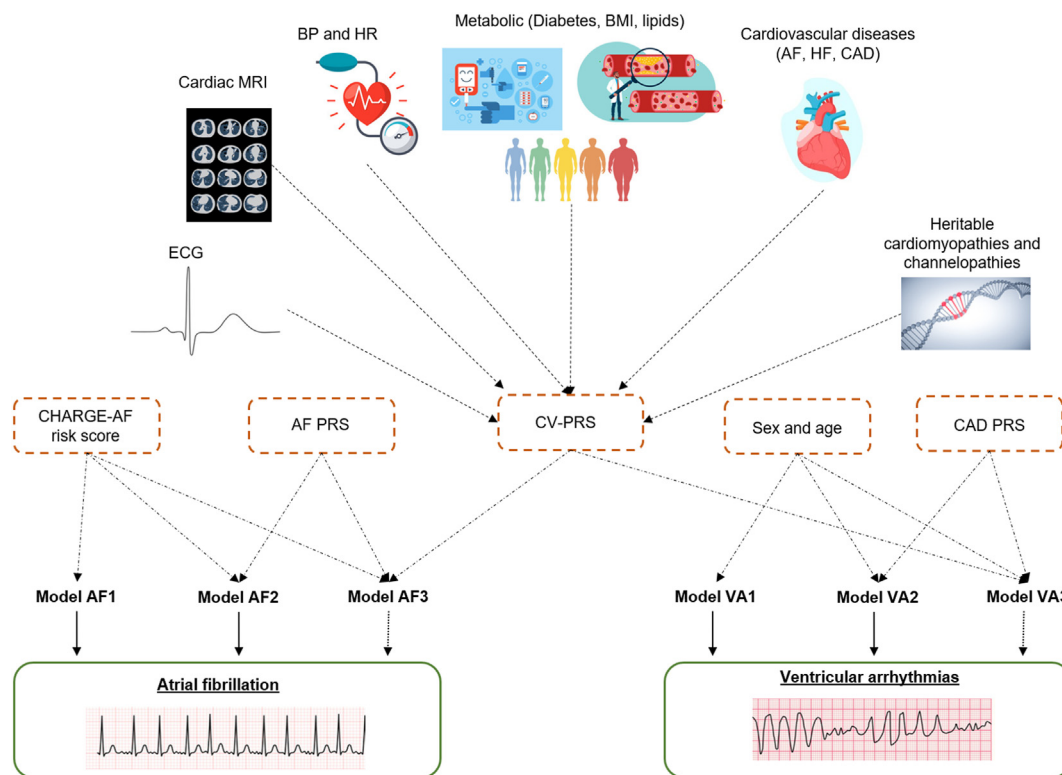 Metabolic (Diabetes, BMI, lipids)
BP and HR
Cardiovascular diseases
(AF, HF, CAD)
Cardiac MRI
Heritable
cardiomyopathies and
channelopathies
ECG
CHARGE-AF
risk score
AF PRS
CV-PRS
Sex and age
CAD PRS
Model AF1
Model AF2
Model AF3
Model VA1
Model VA2
Model VA3
Atrial fibrillation
Ventricular arrhythmias